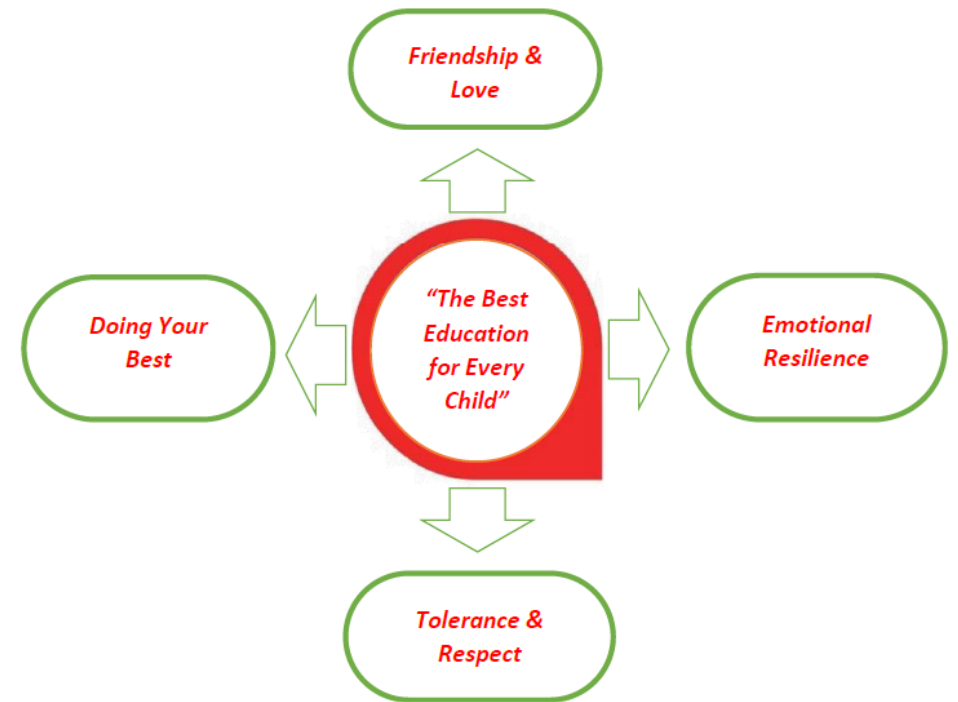 Friendship &
Love
Doing Your
Best
“The Best
Education
for Every
Child”
Emotional
Resilience
Tolerance &
Respect